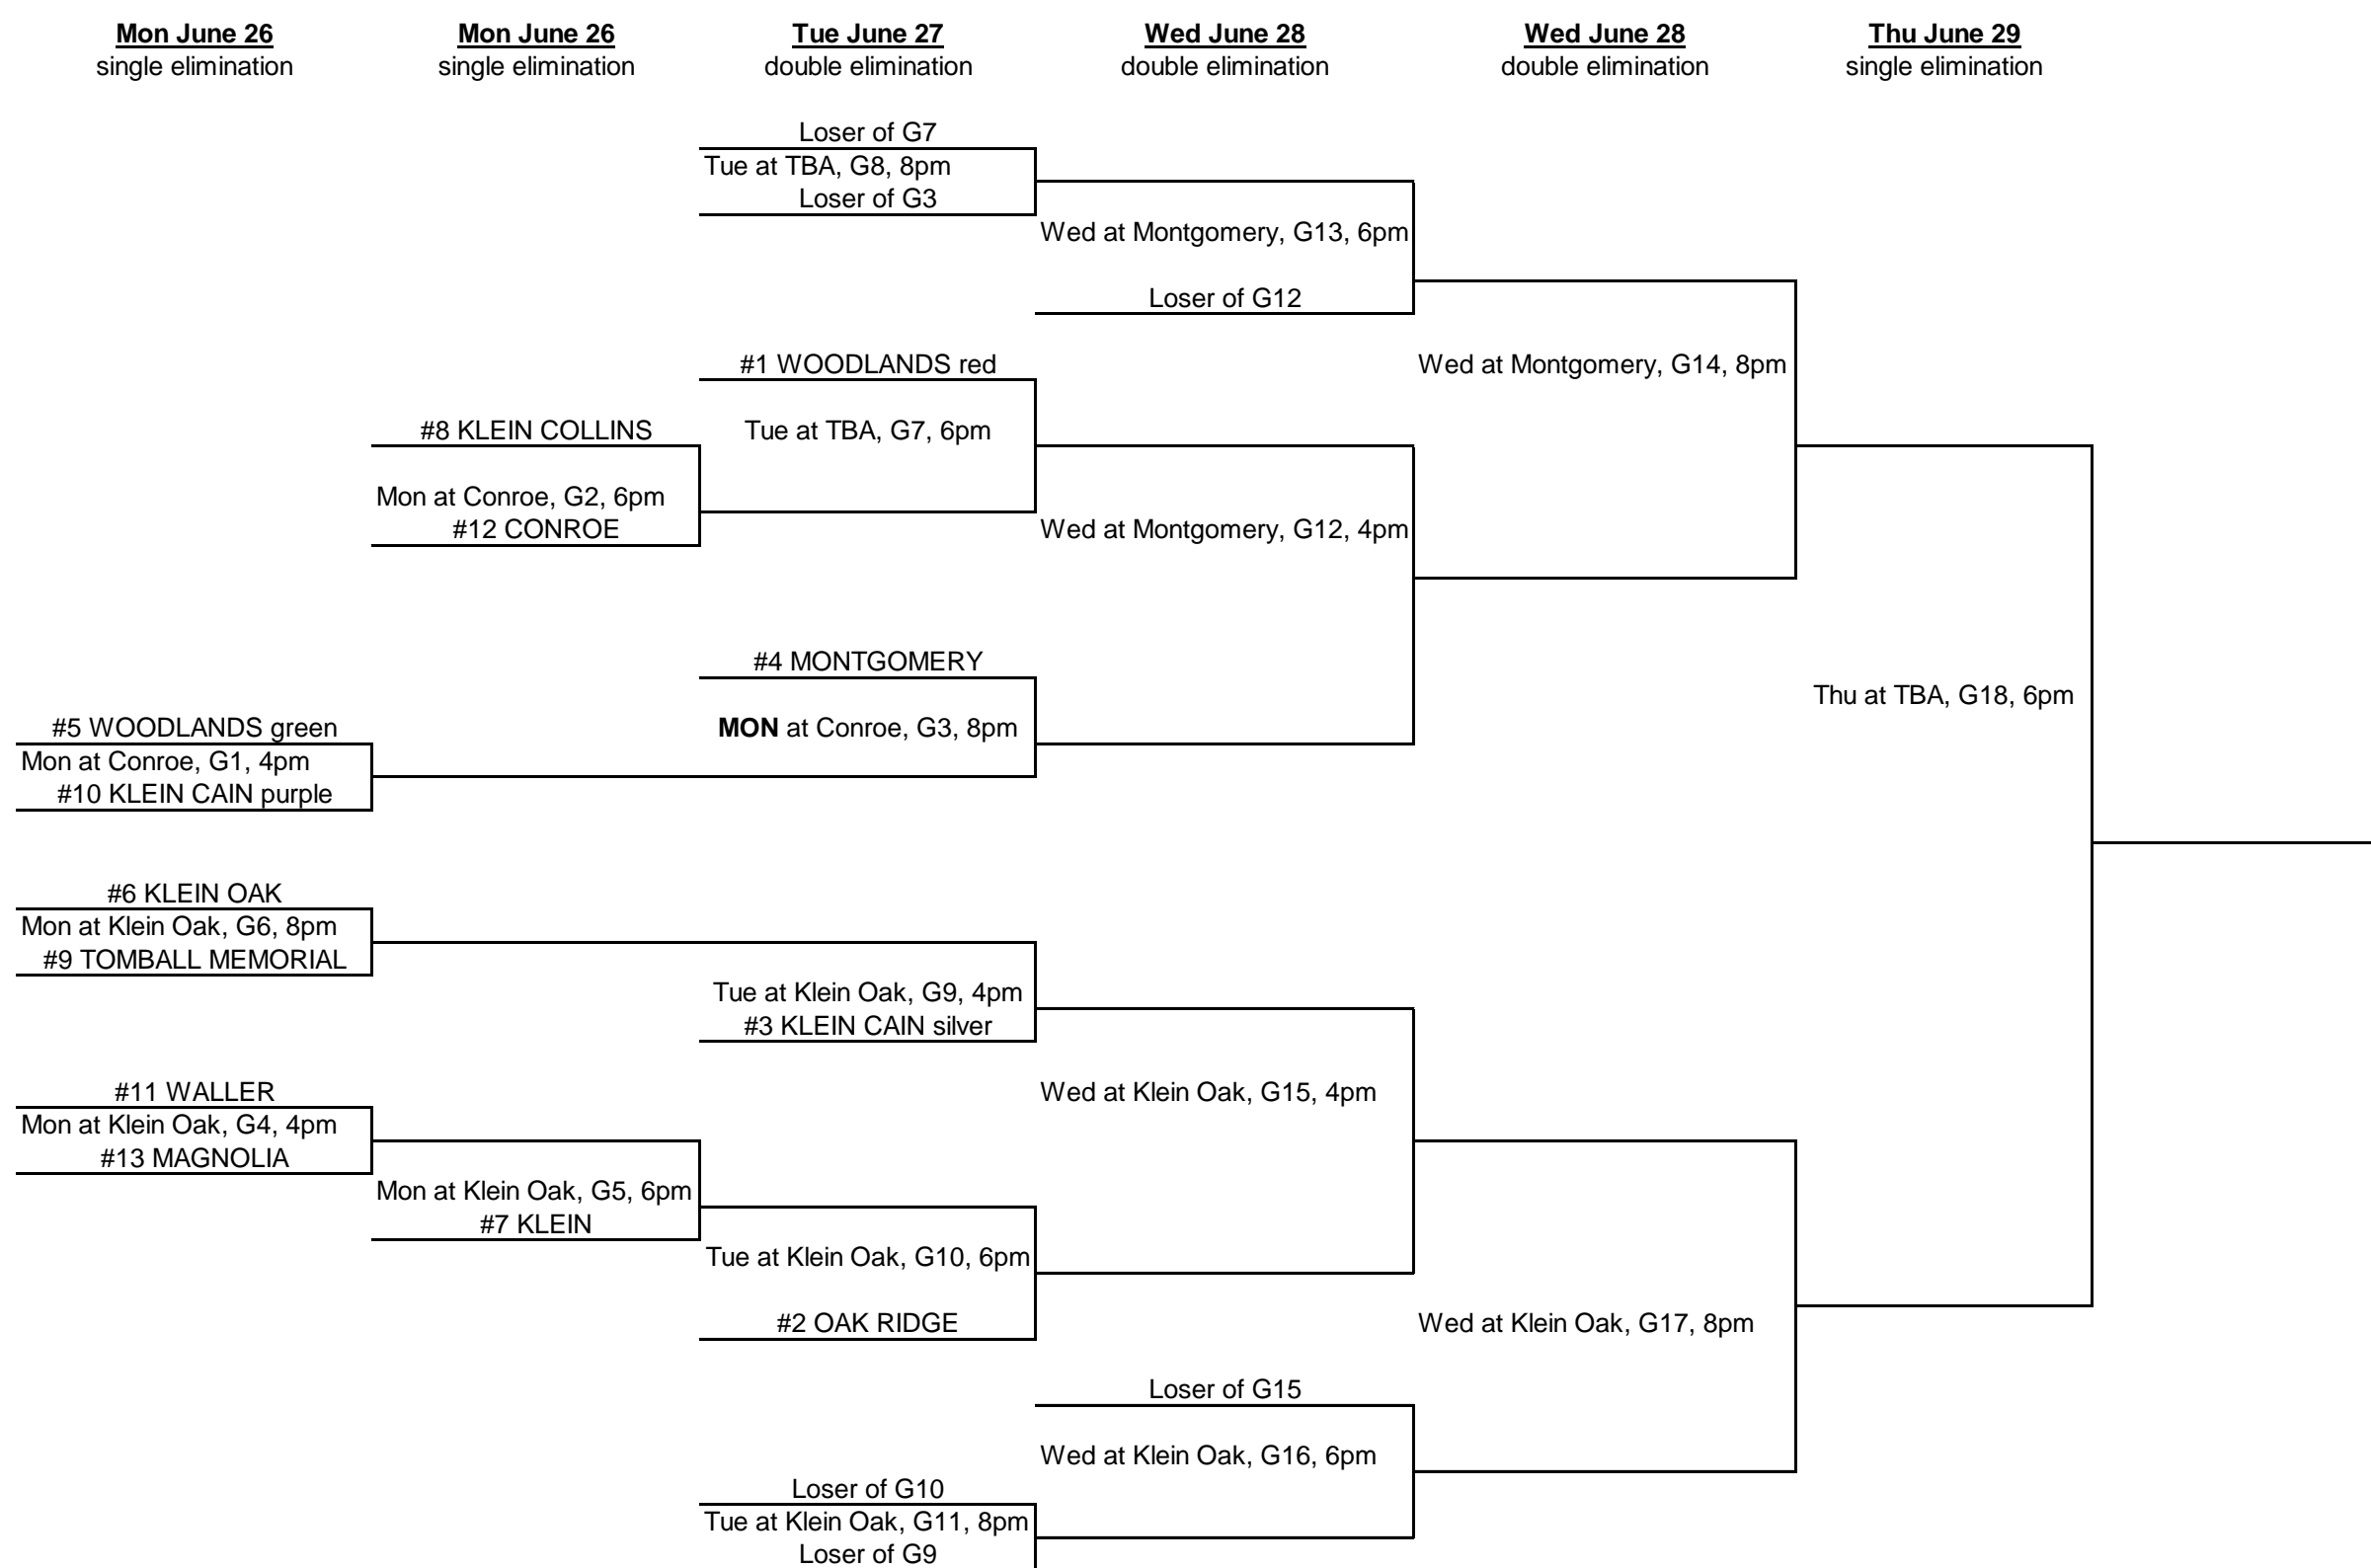 Mon June 26
Mon June 26
Tue June 27
Wed June 28
Wed June 28
Thu June 29
single elimination
single elimination
double elimination
double elimination
double elimination
single elimination
Loser of G7
Tue at TBA, G8, 8pm
Loser of G3
Wed at Montgomery, G13, 6pm
Loser of G12
#1 WOODLANDS red
Wed at Montgomery, G14, 8pm
#8 KLEIN COLLINS
Tue at TBA, G7, 6pm
Mon at Conroe, G2, 6pm
#12 CONROE
Wed at Montgomery, G12, 4pm
#4 MONTGOMERY
Thu at TBA, G18, 6pm
#5 WOODLANDS green
MON at Conroe, G3, 8pm
Mon at Conroe, G1, 4pm
#10 KLEIN CAIN purple
#6 KLEIN OAK
Mon at Klein Oak, G6, 8pm
#9 TOMBALL MEMORIAL
Tue at Klein Oak, G9, 4pm
#3 KLEIN CAIN silver
#11 WALLER
Wed at Klein Oak, G15, 4pm
Mon at Klein Oak, G4, 4pm
#13 MAGNOLIA
Mon at Klein Oak, G5, 6pm
#7 KLEIN
Tue at Klein Oak, G10, 6pm
#2 OAK RIDGE
Wed at Klein Oak, G17, 8pm
Loser of G15
Wed at Klein Oak, G16, 6pm
Loser of G10
Tue at Klein Oak, G11, 8pm
Loser of G9